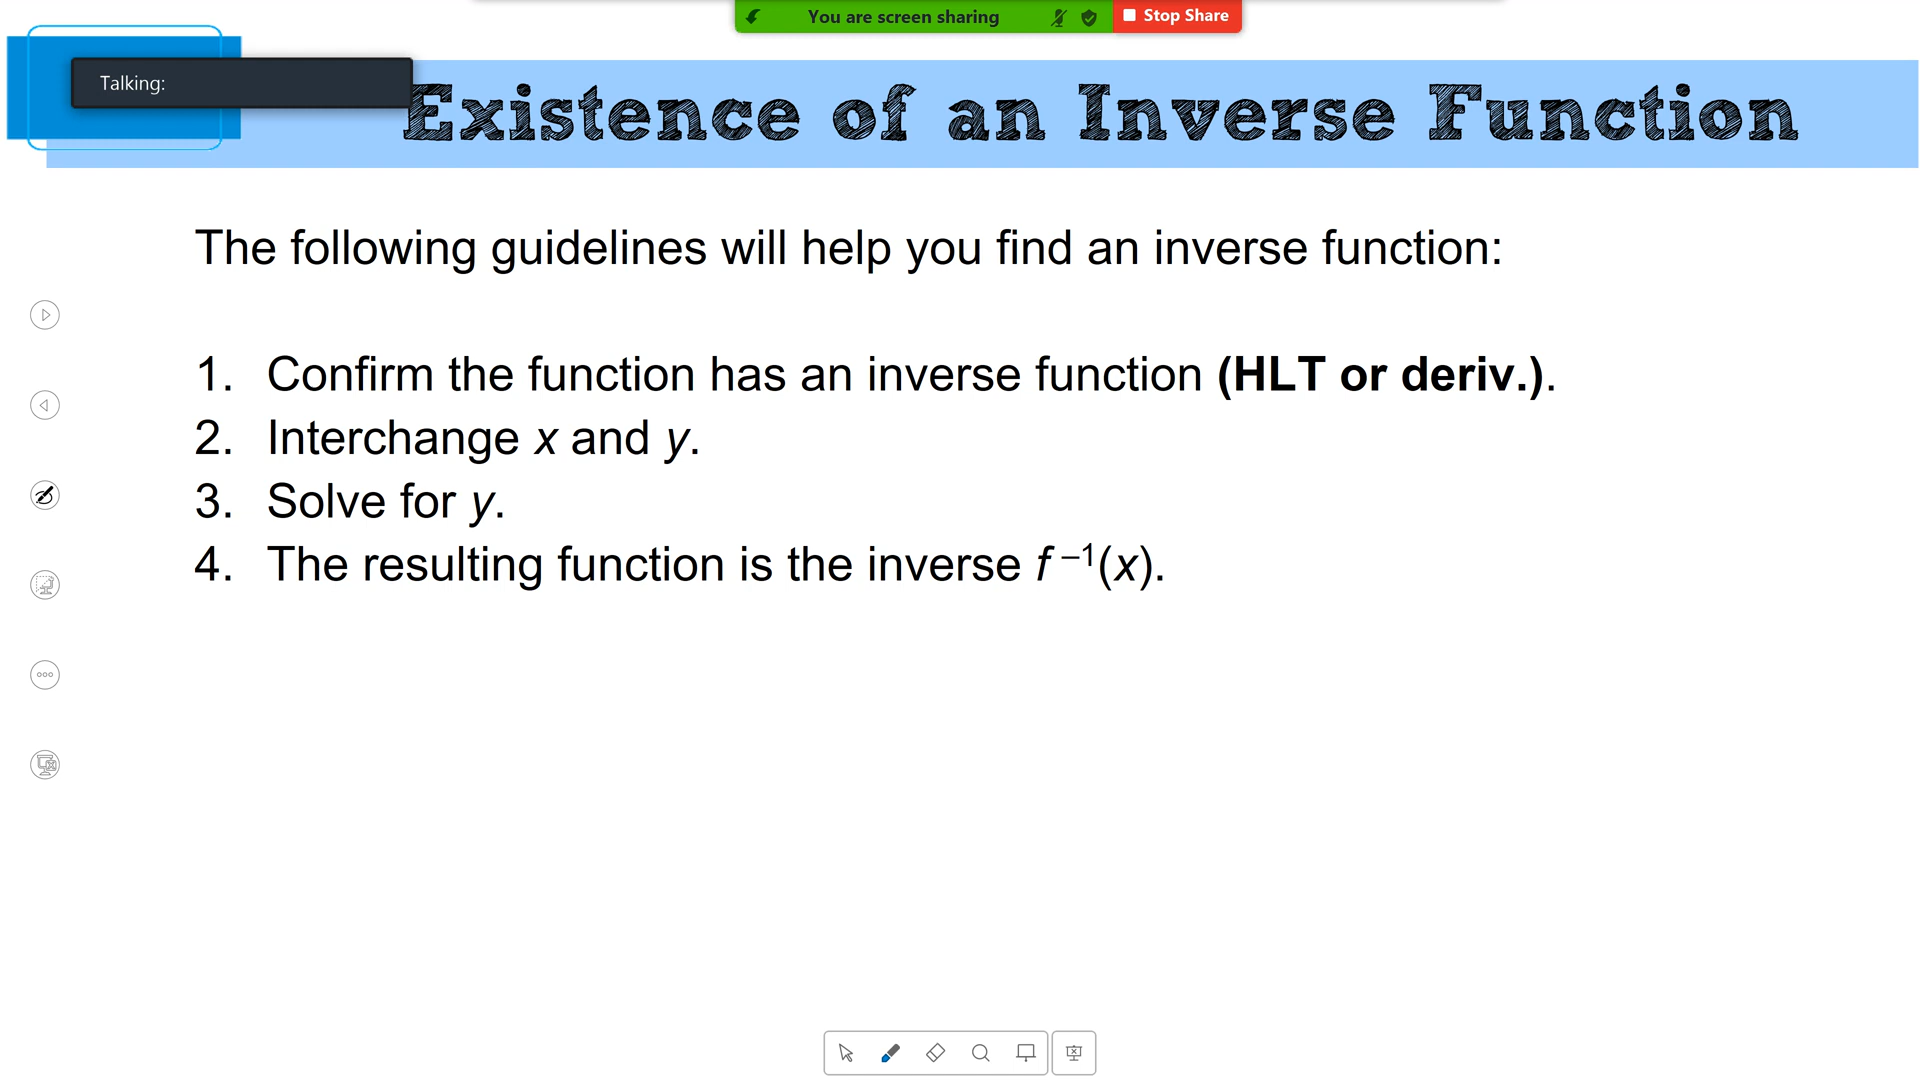 You are screen sharing
Stop Share
Talking:
Existence of an Inverse Function
The following guidelines will help you find an inverse function:
1. Confirm the function has an inverse function (HLT or deriv.).
2. Interchange x and y.
3. Solve for y.
4. The resulting function is the inverse f⁻¹(x).